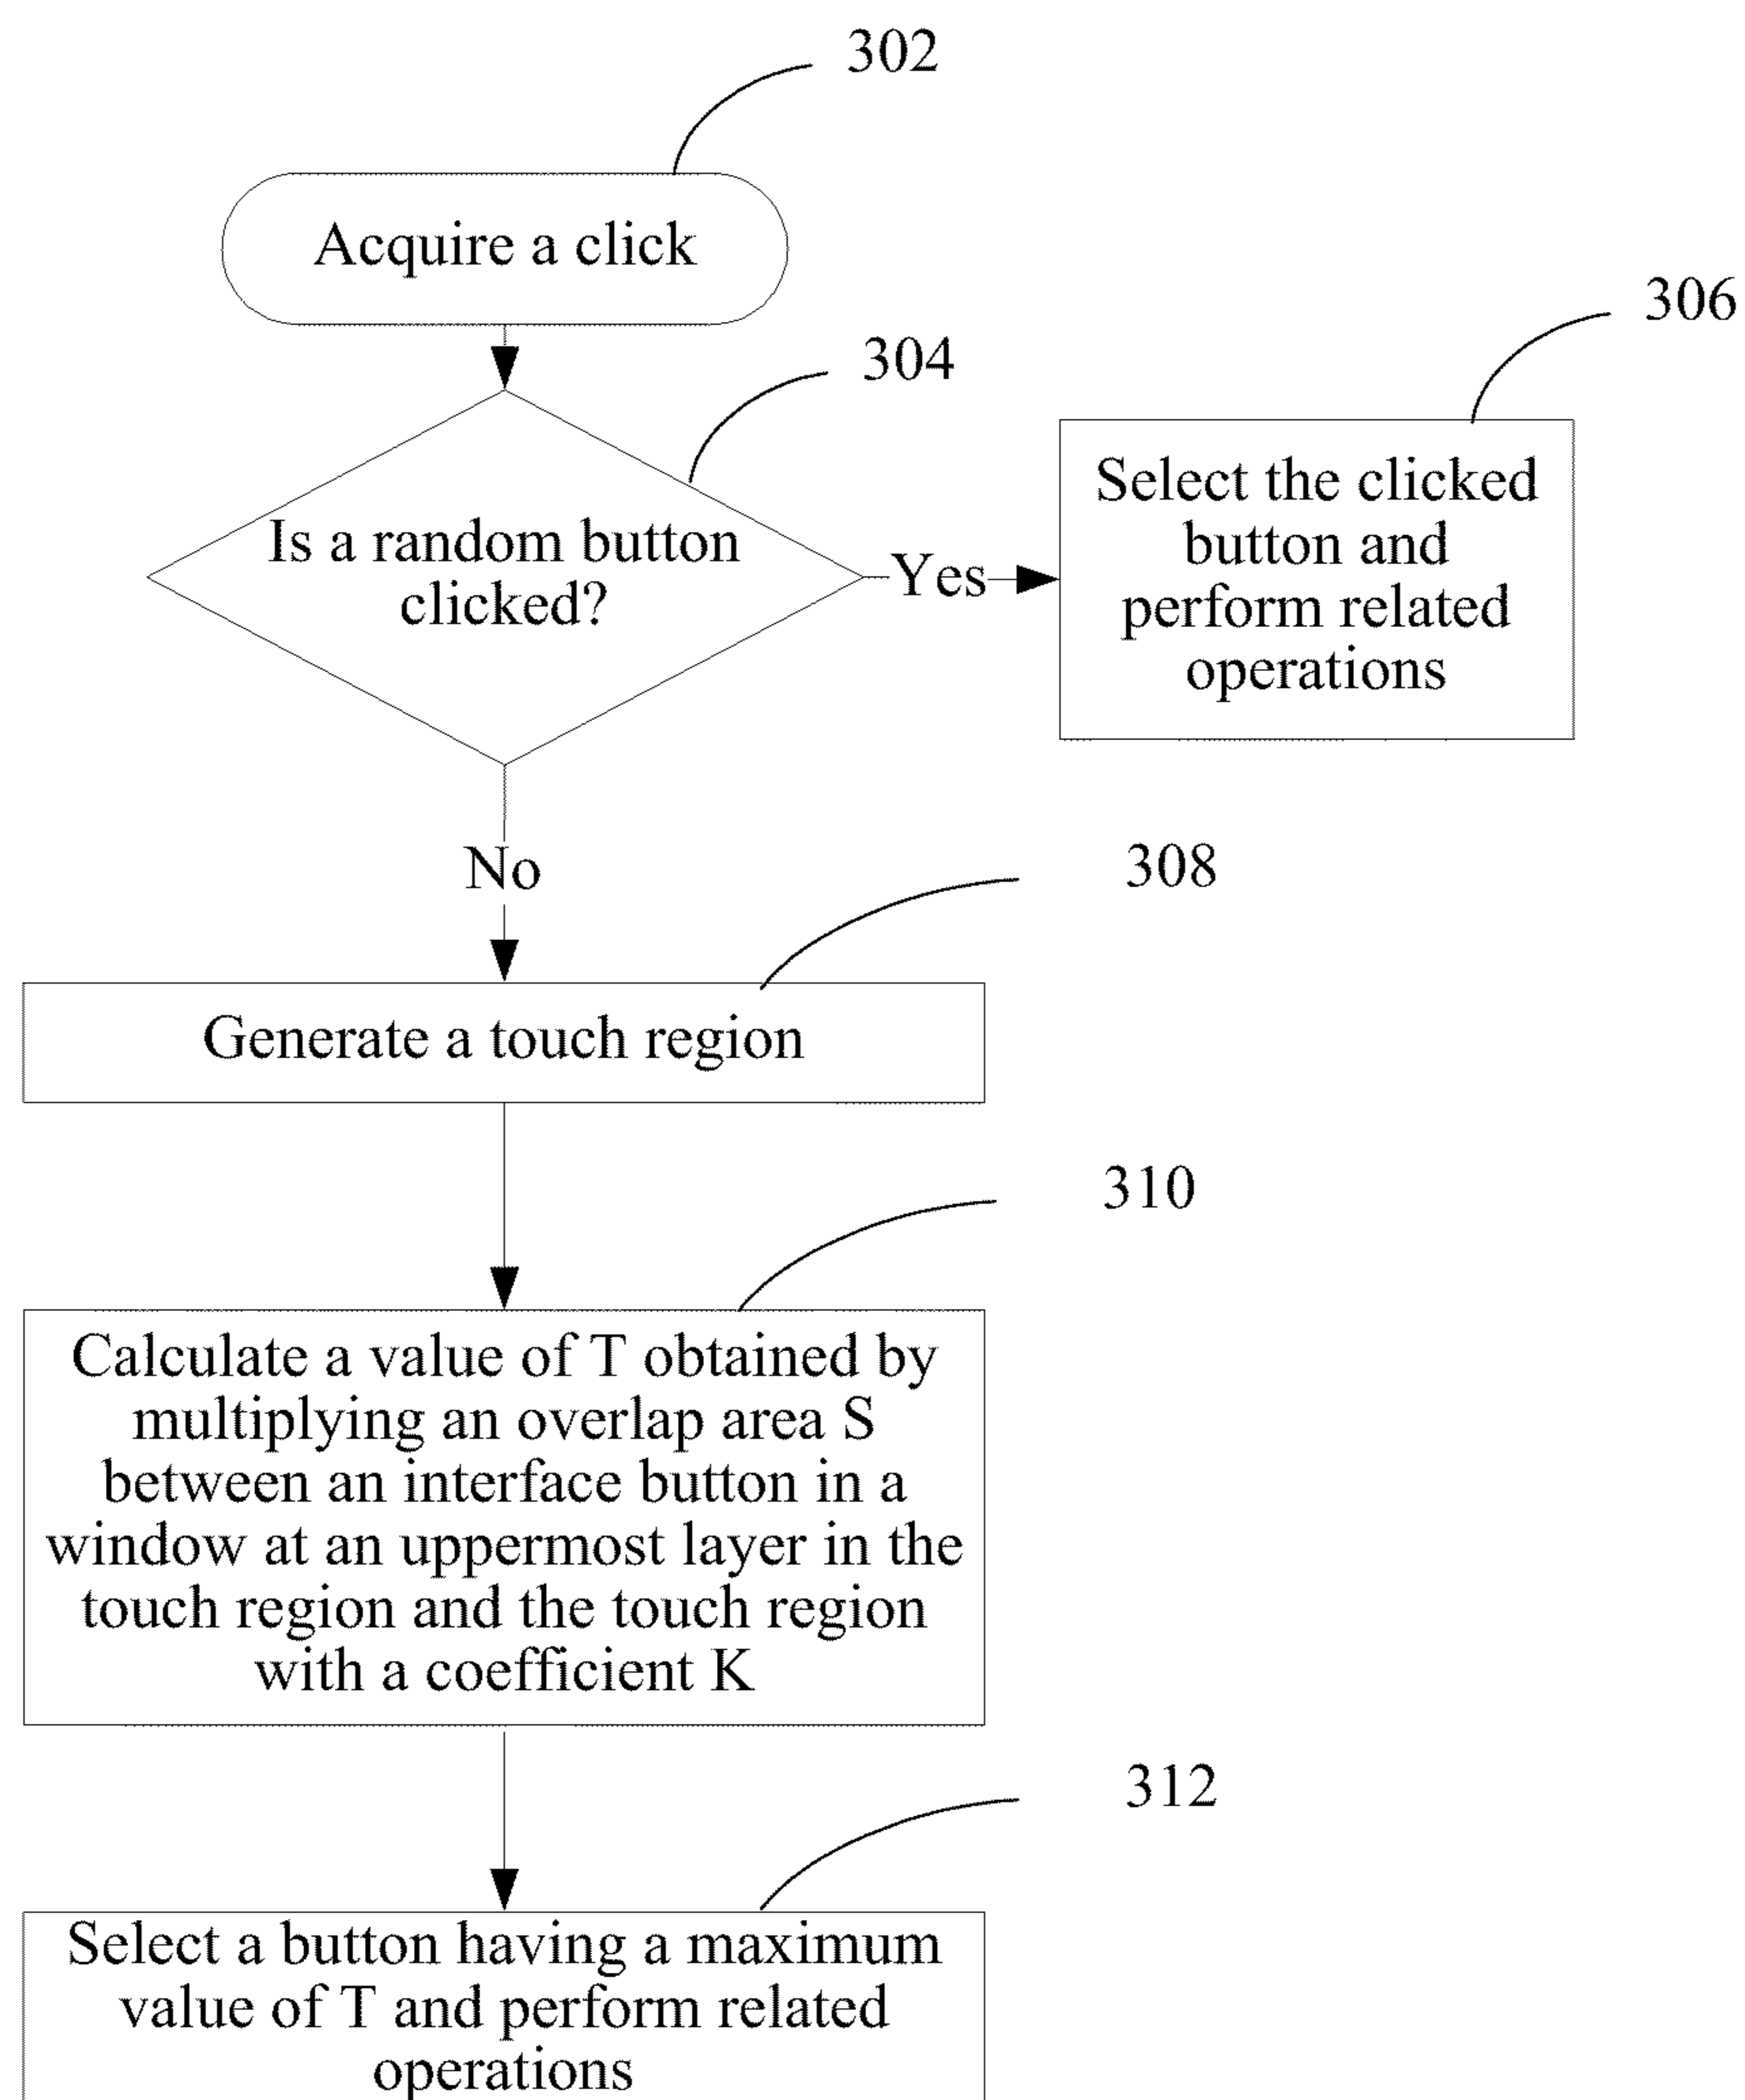 302
Acquire a click
304
306
Is a random button
clicked?
Yes
Select the clicked
button and
perform related
operations
No
308
Generate a touch region
310
Calculate a value of T obtained by
multiplying an overlap area S
between an interface button in a
window at an uppermost layer in the
touch region and the touch region
with a coefficient K
312
Select a button having a maximum
value of T and perform related
operations